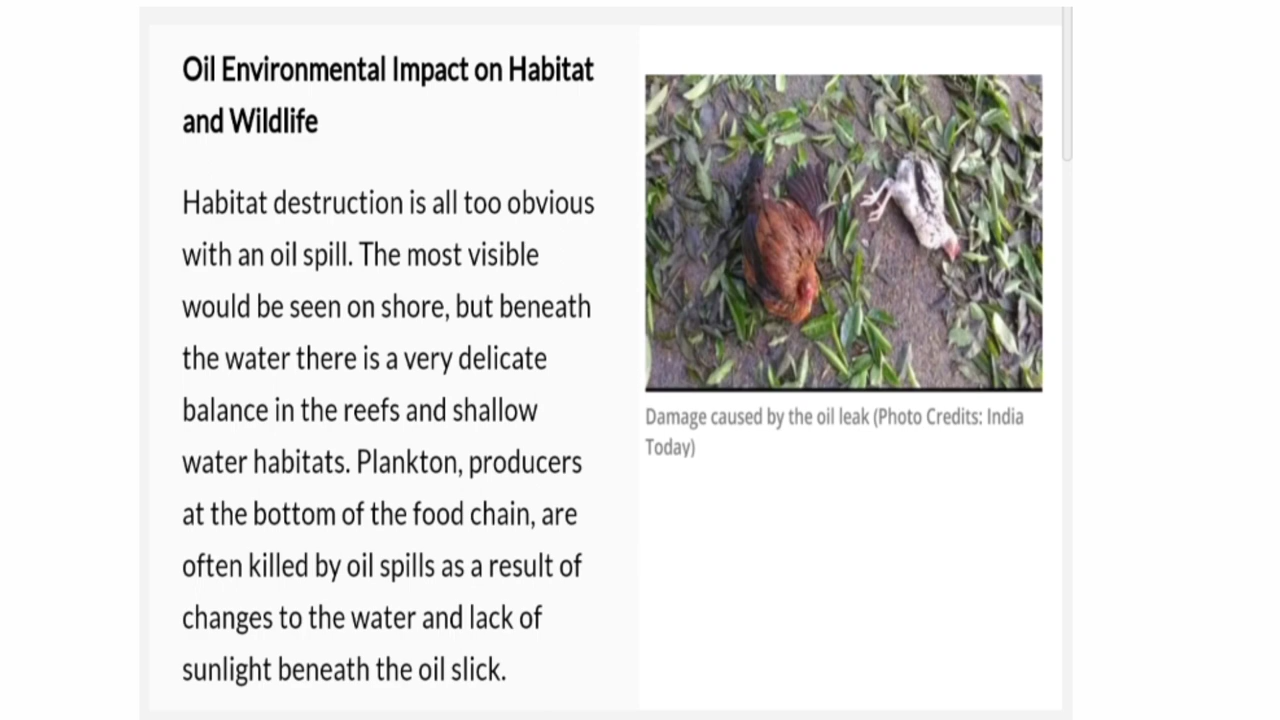 Oil Environmental Impact on Habitat
and Wildlife
Habitat destruction is all too obvious
with an oil spill. The most visible
would be seen on shore, but beneath
the water there is a very delicate
balance in the reefs and shallow
water habitats. Plankton, producers
at the bottom of the food chain, are
often killed by oil spills as a result of
changes to the water and lack of
sunlight beneath the oil slick.
Damage caused by the oil leak (Photo Credits: India
Today)